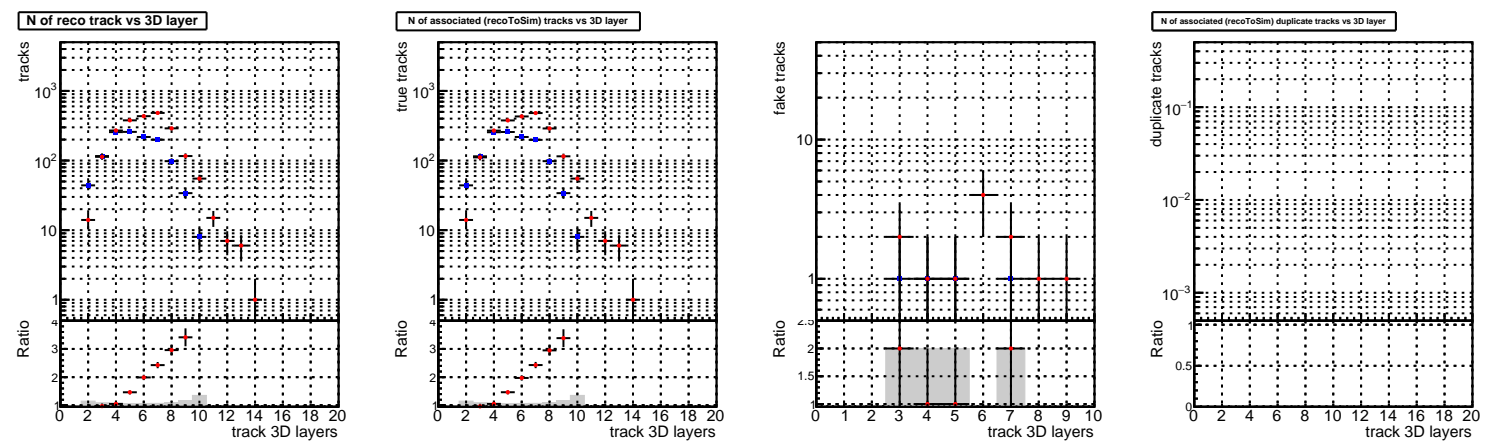 N of reco track vs 3D layer
tracks
10³
10²
10
1
Ratio
4
3
2
1
0 2 4 6 8 10 12 14 16 18 20
track 3D layers
N of associated (recoToSim) tracks vs 3D layer
true tracks
10³
10²
10
1
Ratio
4
3
2
1
0 2 4 6 8 10 12 14 16 18 20
track 3D layers
fake tracks
10
1
Ratio
2.5
2
1.5
1
0 1 2 3 4 5 6 7 8 9 10
track 3D layers
N of associated (recoToSim) duplicate tracks vs 3D layer
duplicate tracks
10⁻¹
10⁻²
10⁻³
Ratio
1
0.5
0
0 2 4 6 8 10 12 14 16 18 20
track 3D layers